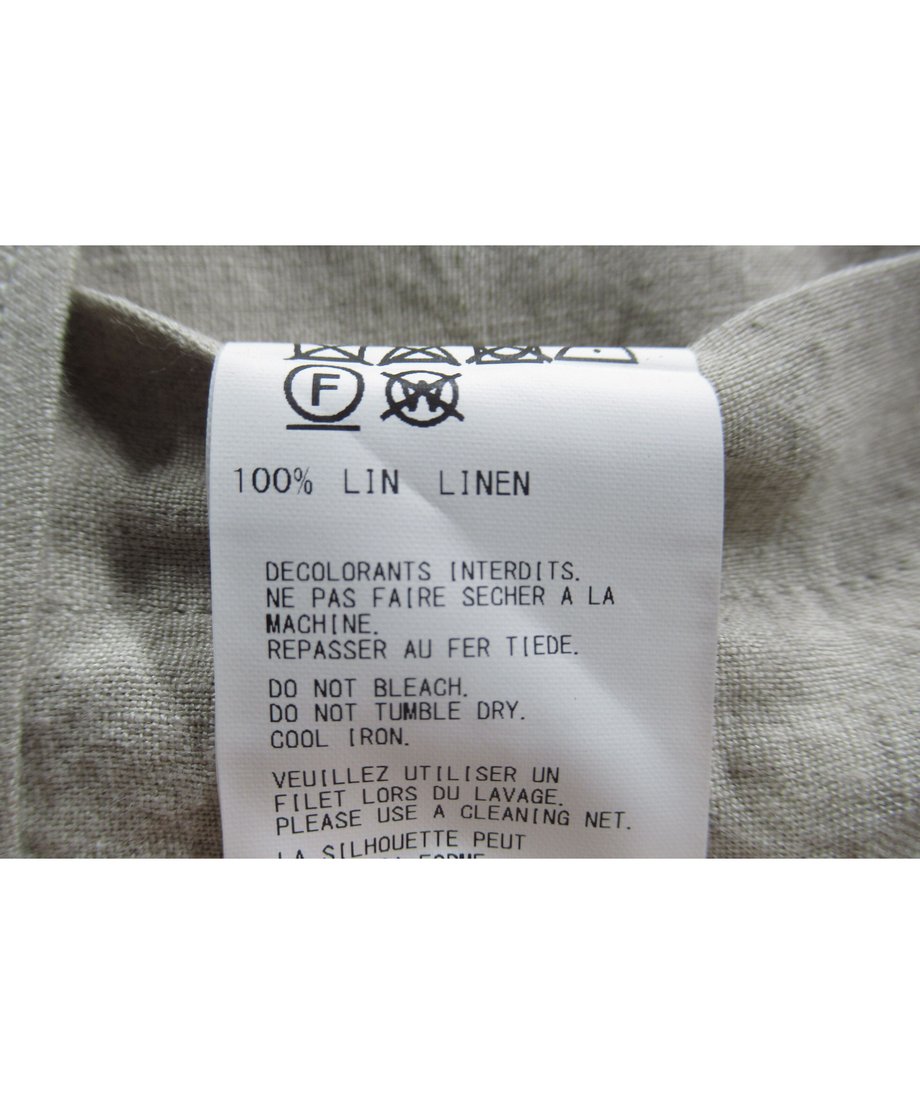 F W
100% LIN LINEN
DECOLORANTS INTERDITS.
NE PAS FAIRE SECHER A LA
MACHINE.
REPASSER AU FER TIEDE.
DO NOT BLEACH.
DO NOT TUMBLE DRY.
COOL IRON.
VEUILLEZ UTILISER UN
FILET LORS DU LAVAGE.
PLEASE USE A CLEANING NET.
LA SILHOUETTE PEUT
FORME